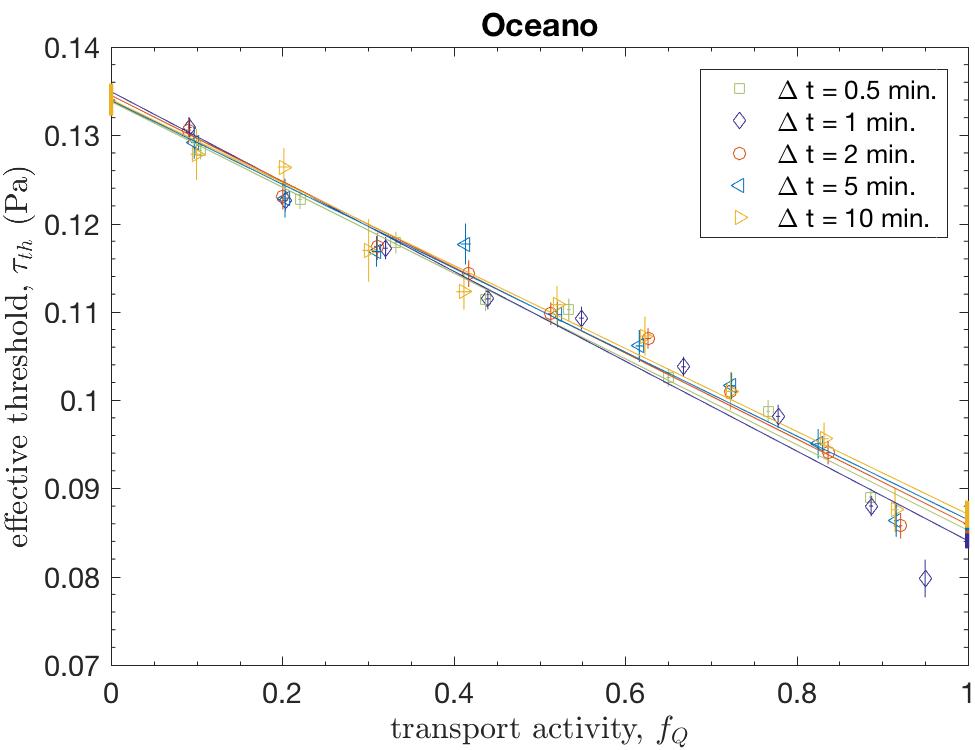 Oceano
0.14
0.13
0.12
0.11
0.1
0.09
0.08
0.07
0
0.2
0.4
0.6
0.8
1
effective threshold, τth (Pa)
transport activity, fQ
Δ t = 0.5 min.
Δ t = 1 min.
Δ t = 2 min.
Δ t = 5 min.
Δ t = 10 min.